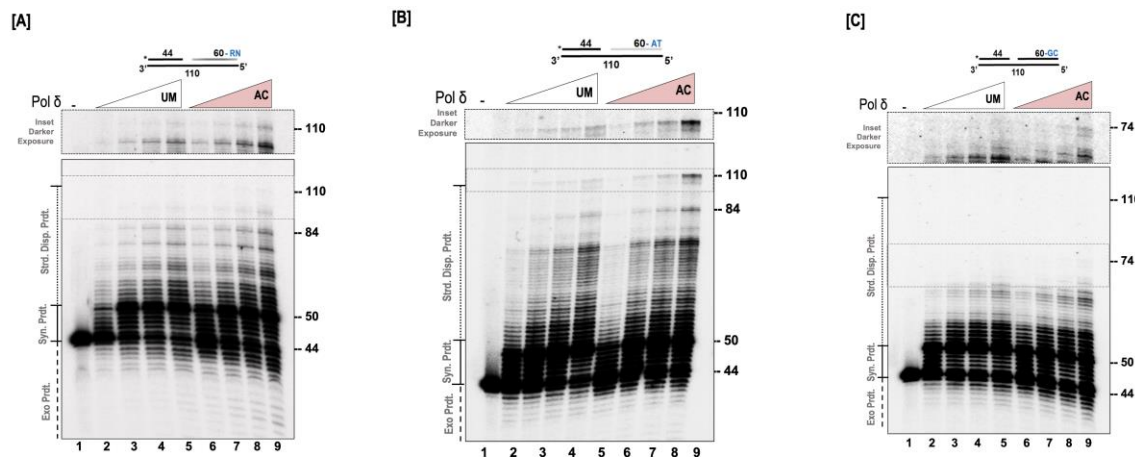 [A]
* 44 60-RN
3' 110 5'
Pol δ - UM AC
Inset
Darker
Exposure
110
110
84
50
44
Strd. Disp. Prdt.
Syn. Prdt.
Exo Prdt.
1 2 3 4 5 6 7 8 9
[B]
* 44 60-AT
3' 110 5'
Pol δ - UM AC
Inset
Darker
Exposure
110
110
84
50
44
Strd. Disp. Prdt.
Syn. Prdt.
Exo Prdt.
1 2 3 4 5 6 7 8 9
[C]
* 44 60-GC
3' 110 5'
Pol δ - UM AC
Inset
Darker
Exposure
74
110
74
50
44
Strd. Disp. Prdt.
Syn. Prdt.
Exo Prdt.
1 2 3 4 5 6 7 8 9